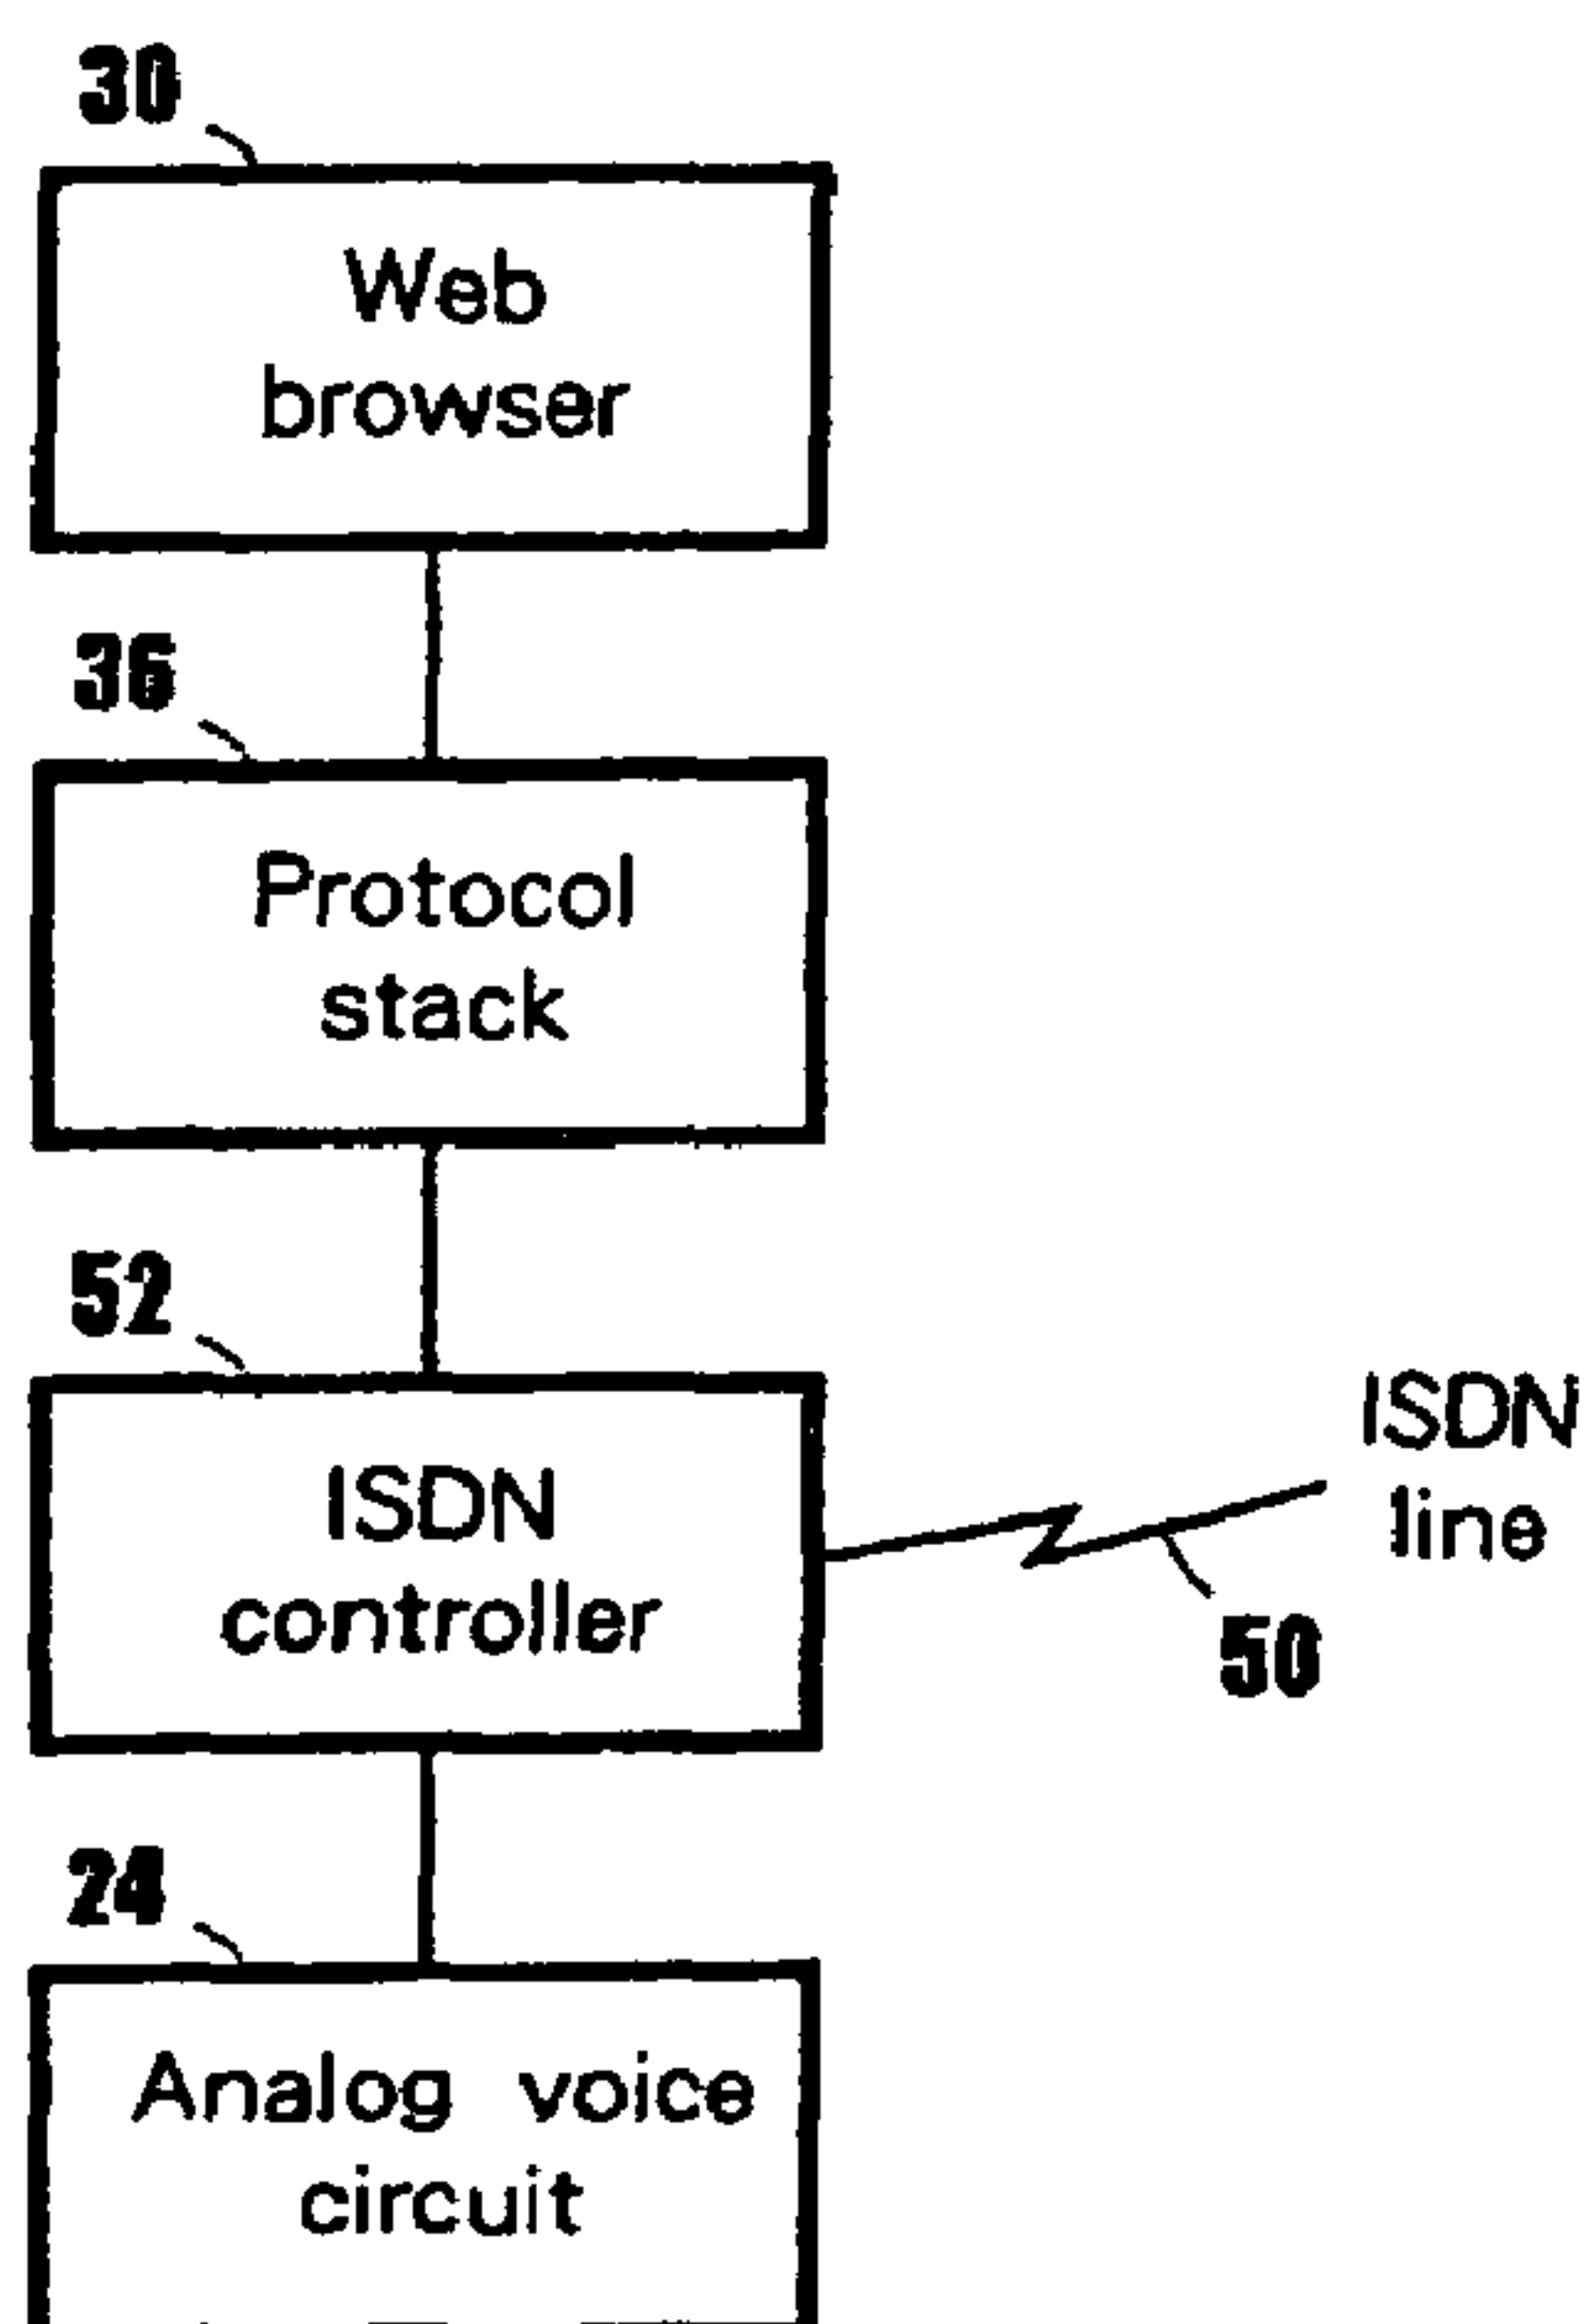 30
Web
browser
36
Protocol
stack
52
ISDN
controller
ISDN
line
50
24
Analog voice
circuit